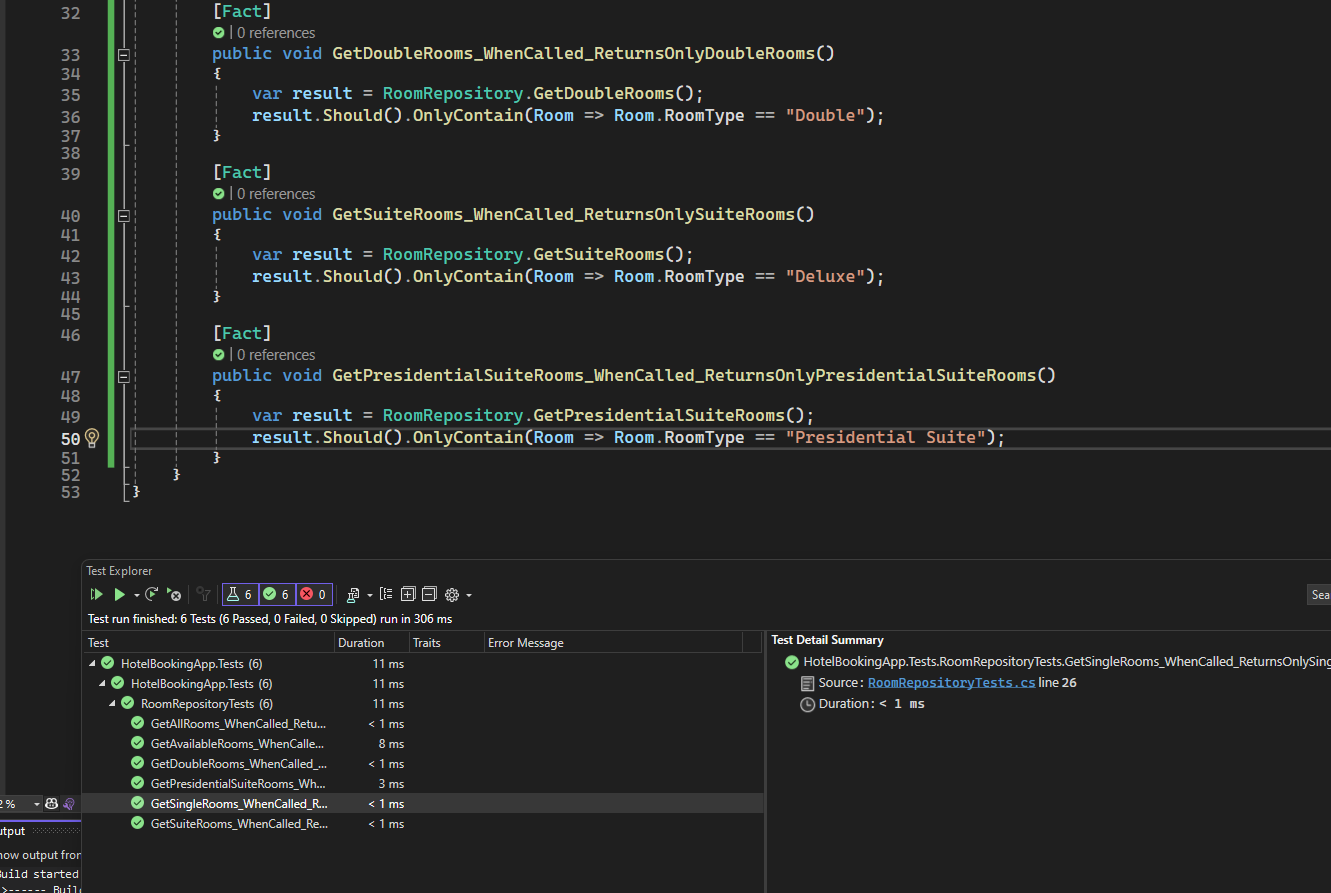 32 [Fact]
0 references
33 public void GetDoubleRooms_WhenCalled_ReturnsOnlyDoubleRooms()
34 {
35 var result = RoomRepository.GetDoubleRooms();
36 result.Should().OnlyContain(Room => Room.RoomType == "Double");
37 }
38
39 [Fact]
0 references
40 public void GetSuiteRooms_WhenCalled_ReturnsOnlySuiteRooms()
41 {
42 var result = RoomRepository.GetSuiteRooms();
43 result.Should().OnlyContain(Room => Room.RoomType == "Deluxe");
44 }
45
46 [Fact]
0 references
47 public void GetPresidentialSuiteRooms_WhenCalled_ReturnsOnlyPresidentialSuiteRooms()
48 {
49 var result = RoomRepository.GetPresidentialSuiteRooms();
50 result.Should().OnlyContain(Room => Room.RoomType == "Presidential Suite");
51 }
52 }
53 }
Test Explorer
6 6 0
Sea
Test run finished: 6 Tests (6 Passed, 0 Failed, 0 Skipped) run in 306 ms
Test Duration Traits Error Message
HotelBookingApp.Tests (6) 11 ms
HotelBookingApp.Tests (6) 11 ms
RoomRepositoryTests (6) 11 ms
GetAllRooms_WhenCalled_Retu... < 1 ms
GetAvailableRooms_WhenCalle... 8 ms
GetDoubleRooms_WhenCalled_... < 1 ms
GetPresidentialSuiteRooms_Wh... 3 ms
GetSingleRooms_WhenCalled_R... < 1 ms
GetSuiteRooms_WhenCalled_Re... < 1 ms
Test Detail Summary
HotelBookingApp.Tests.RoomRepositoryTests.GetSingleRooms_WhenCalled_ReturnsOnlySing
Source: RoomRepositoryTests.cs line 26
Duration: < 1 ms
2 %
utput
how output fron
Build started
>------ Buil